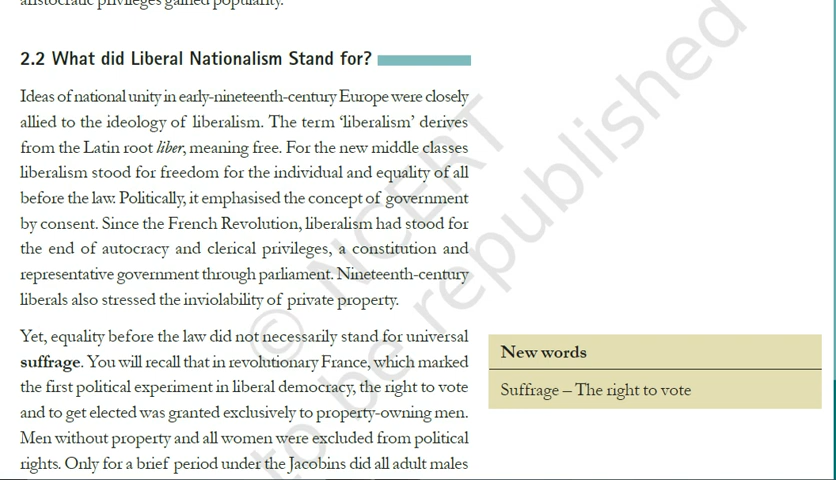 aristocratic privileges gained popularity.
2.2 What did Liberal Nationalism Stand for?
Ideas of national unity in early-nineteenth-century Europe were closely
allied to the ideology of liberalism. The term ‘liberalism’ derives
from the Latin root liber, meaning free. For the new middle classes
liberalism stood for freedom for the individual and equality of all
before the law. Politically, it emphasised the concept of government
by consent. Since the French Revolution, liberalism had stood for
the end of autocracy and clerical privileges, a constitution and
representative government through parliament. Nineteenth-century
liberals also stressed the inviolability of private property.
Yet, equality before the law did not necessarily stand for universal
suffrage. You will recall that in revolutionary France, which marked
the first political experiment in liberal democracy, the right to vote
and to get elected was granted exclusively to property-owning men.
Men without property and all women were excluded from political
rights. Only for a brief period under the Jacobins did all adult males
New words
Suffrage – The right to vote
© NCERT
to be republished